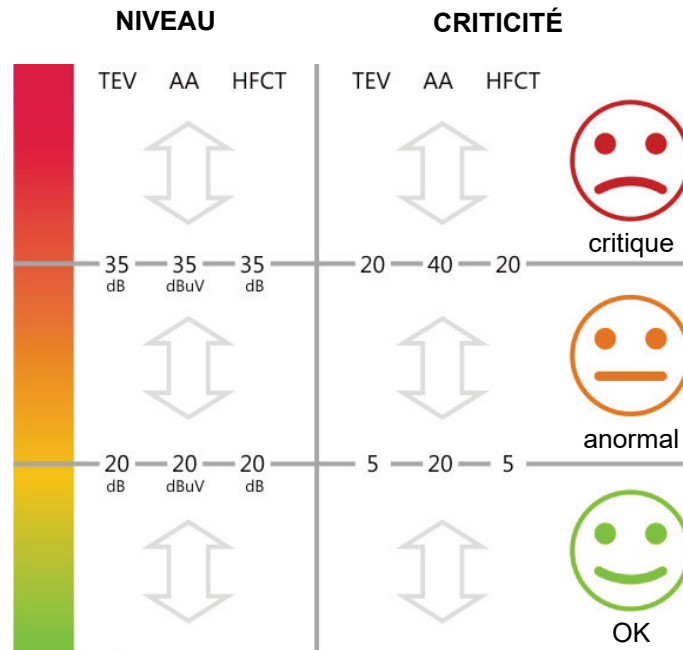 NIVEAU CRITICITÉ
TEV AA HFCT TEV AA HFCT
critique
35 35 35 20 40 20
dB dBuV dB
anormal
20 20 20 5 20 5
dB dBuV dB
OK